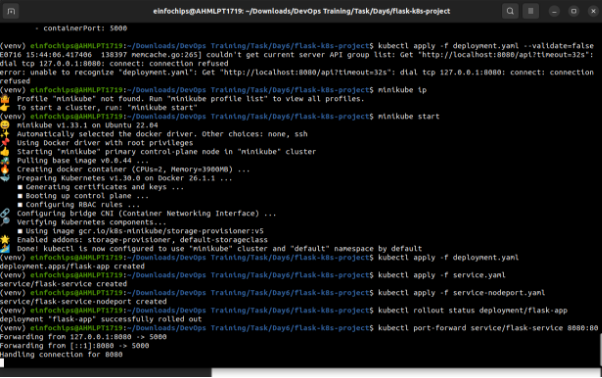 einfochips@AHMLPT1719: ~/Downloads/DevOps Training/Task/Day6/flask-k8s-project
- containerPort: 5000
(venv) einfochips@AHMLPT1719:~/Downloads/DevOps Training/Task/Day6/flask-k8s-project$ kubectl apply -f deployment.yaml --validate=false
E0716 15:44:06.417406  138397 memcache.go:265] couldn't get current server API group list: Get "http://localhost:8080/api?timeout=32s":
dial tcp 127.0.0.1:8080: connect: connection refused
error: unable to recognize "deployment.yaml": Get "http://localhost:8080/api?timeout=32s": dial tcp 127.0.0.1:8080: connect: connection
refused
(venv) einfochips@AHMLPT1719:~/Downloads/DevOps Training/Task/Day6/flask-k8s-project$ minikube ip
Profile "minikube" not found. Run "minikube profile list" to view all profiles.
To start a cluster, run: "minikube start"
(venv) einfochips@AHMLPT1719:~/Downloads/DevOps Training/Task/Day6/flask-k8s-project$ minikube start
minikube v1.33.1 on Ubuntu 22.04
Automatically selected the docker driver. Other choices: none, ssh
Using Docker driver with root privileges
Starting "minikube" primary control-plane node in "minikube" cluster
Pulling base image v0.0.44 ...
Creating docker container (CPUs=2, Memory=3900MB) ...
Preparing Kubernetes v1.30.0 on Docker 26.1.1 ...
▪ Generating certificates and keys ...
▪ Booting up control plane ...
▪ Configuring RBAC rules ...
Configuring bridge CNI (Container Networking Interface) ...
Verifying Kubernetes components...
▪ Using image gcr.io/k8s-minikube/storage-provisioner:v5
Enabled addons: storage-provisioner, default-storageclass
Done! kubectl is now configured to use "minikube" cluster and "default" namespace by default
(venv) einfochips@AHMLPT1719:~/Downloads/DevOps Training/Task/Day6/flask-k8s-project$ kubectl apply -f deployment.yaml
deployment.apps/flask-app created
(venv) einfochips@AHMLPT1719:~/Downloads/DevOps Training/Task/Day6/flask-k8s-project$ kubectl apply -f service.yaml
service/flask-service created
(venv) einfochips@AHMLPT1719:~/Downloads/DevOps Training/Task/Day6/flask-k8s-project$ kubectl apply -f service-nodeport.yaml
service/flask-service-nodeport created
(venv) einfochips@AHMLPT1719:~/Downloads/DevOps Training/Task/Day6/flask-k8s-project$ kubectl rollout status deployment/flask-app
deployment "flask-app" successfully rolled out
(venv) einfochips@AHMLPT1719:~/Downloads/DevOps Training/Task/Day6/flask-k8s-project$ kubectl port-forward service/flask-service 8080:80
Forwarding from 127.0.0.1:8080 -> 5000
Forwarding from [::1]:8080 -> 5000
Handling connection for 8080